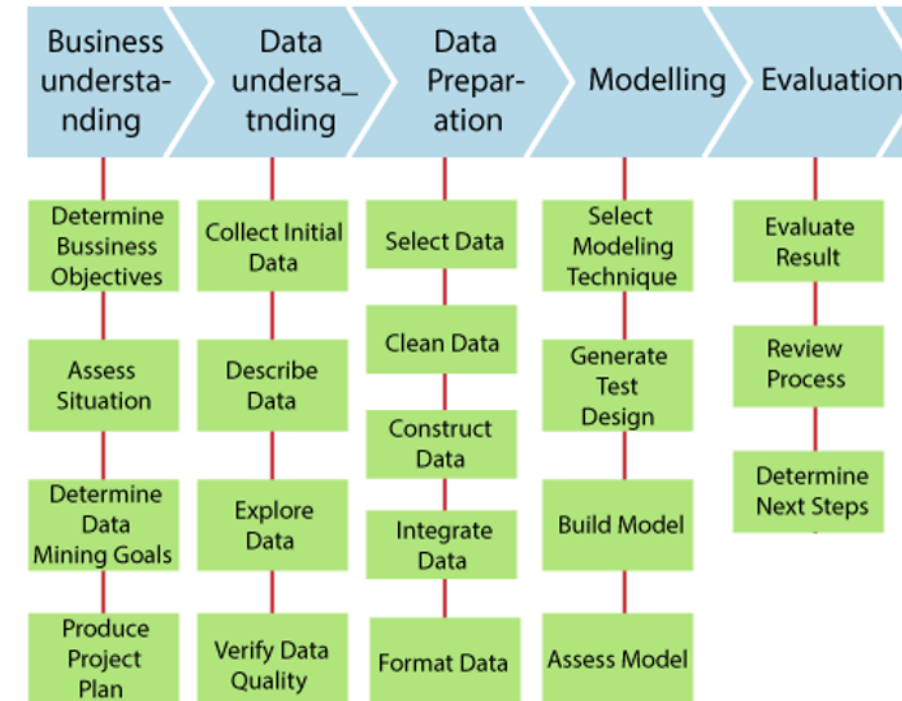 Business
understa-
nding
Data
undersa_
tnding
Data
Prepar-
ation
Modelling
Evaluation
Determine
Bussiness
Objectives
Assess
Situation
Determine
Data
Mining Goals
Produce
Project
Plan
Collect Initial
Data
Describe
Data
Explore
Data
Verify Data
Quality
Select Data
Clean Data
Construct
Data
Integrate
Data
Format Data
Select
Modeling
Technique
Generate
Test
Design
Build Model
Assess Model
Evaluate
Result
Review
Process
Determine
Next Steps